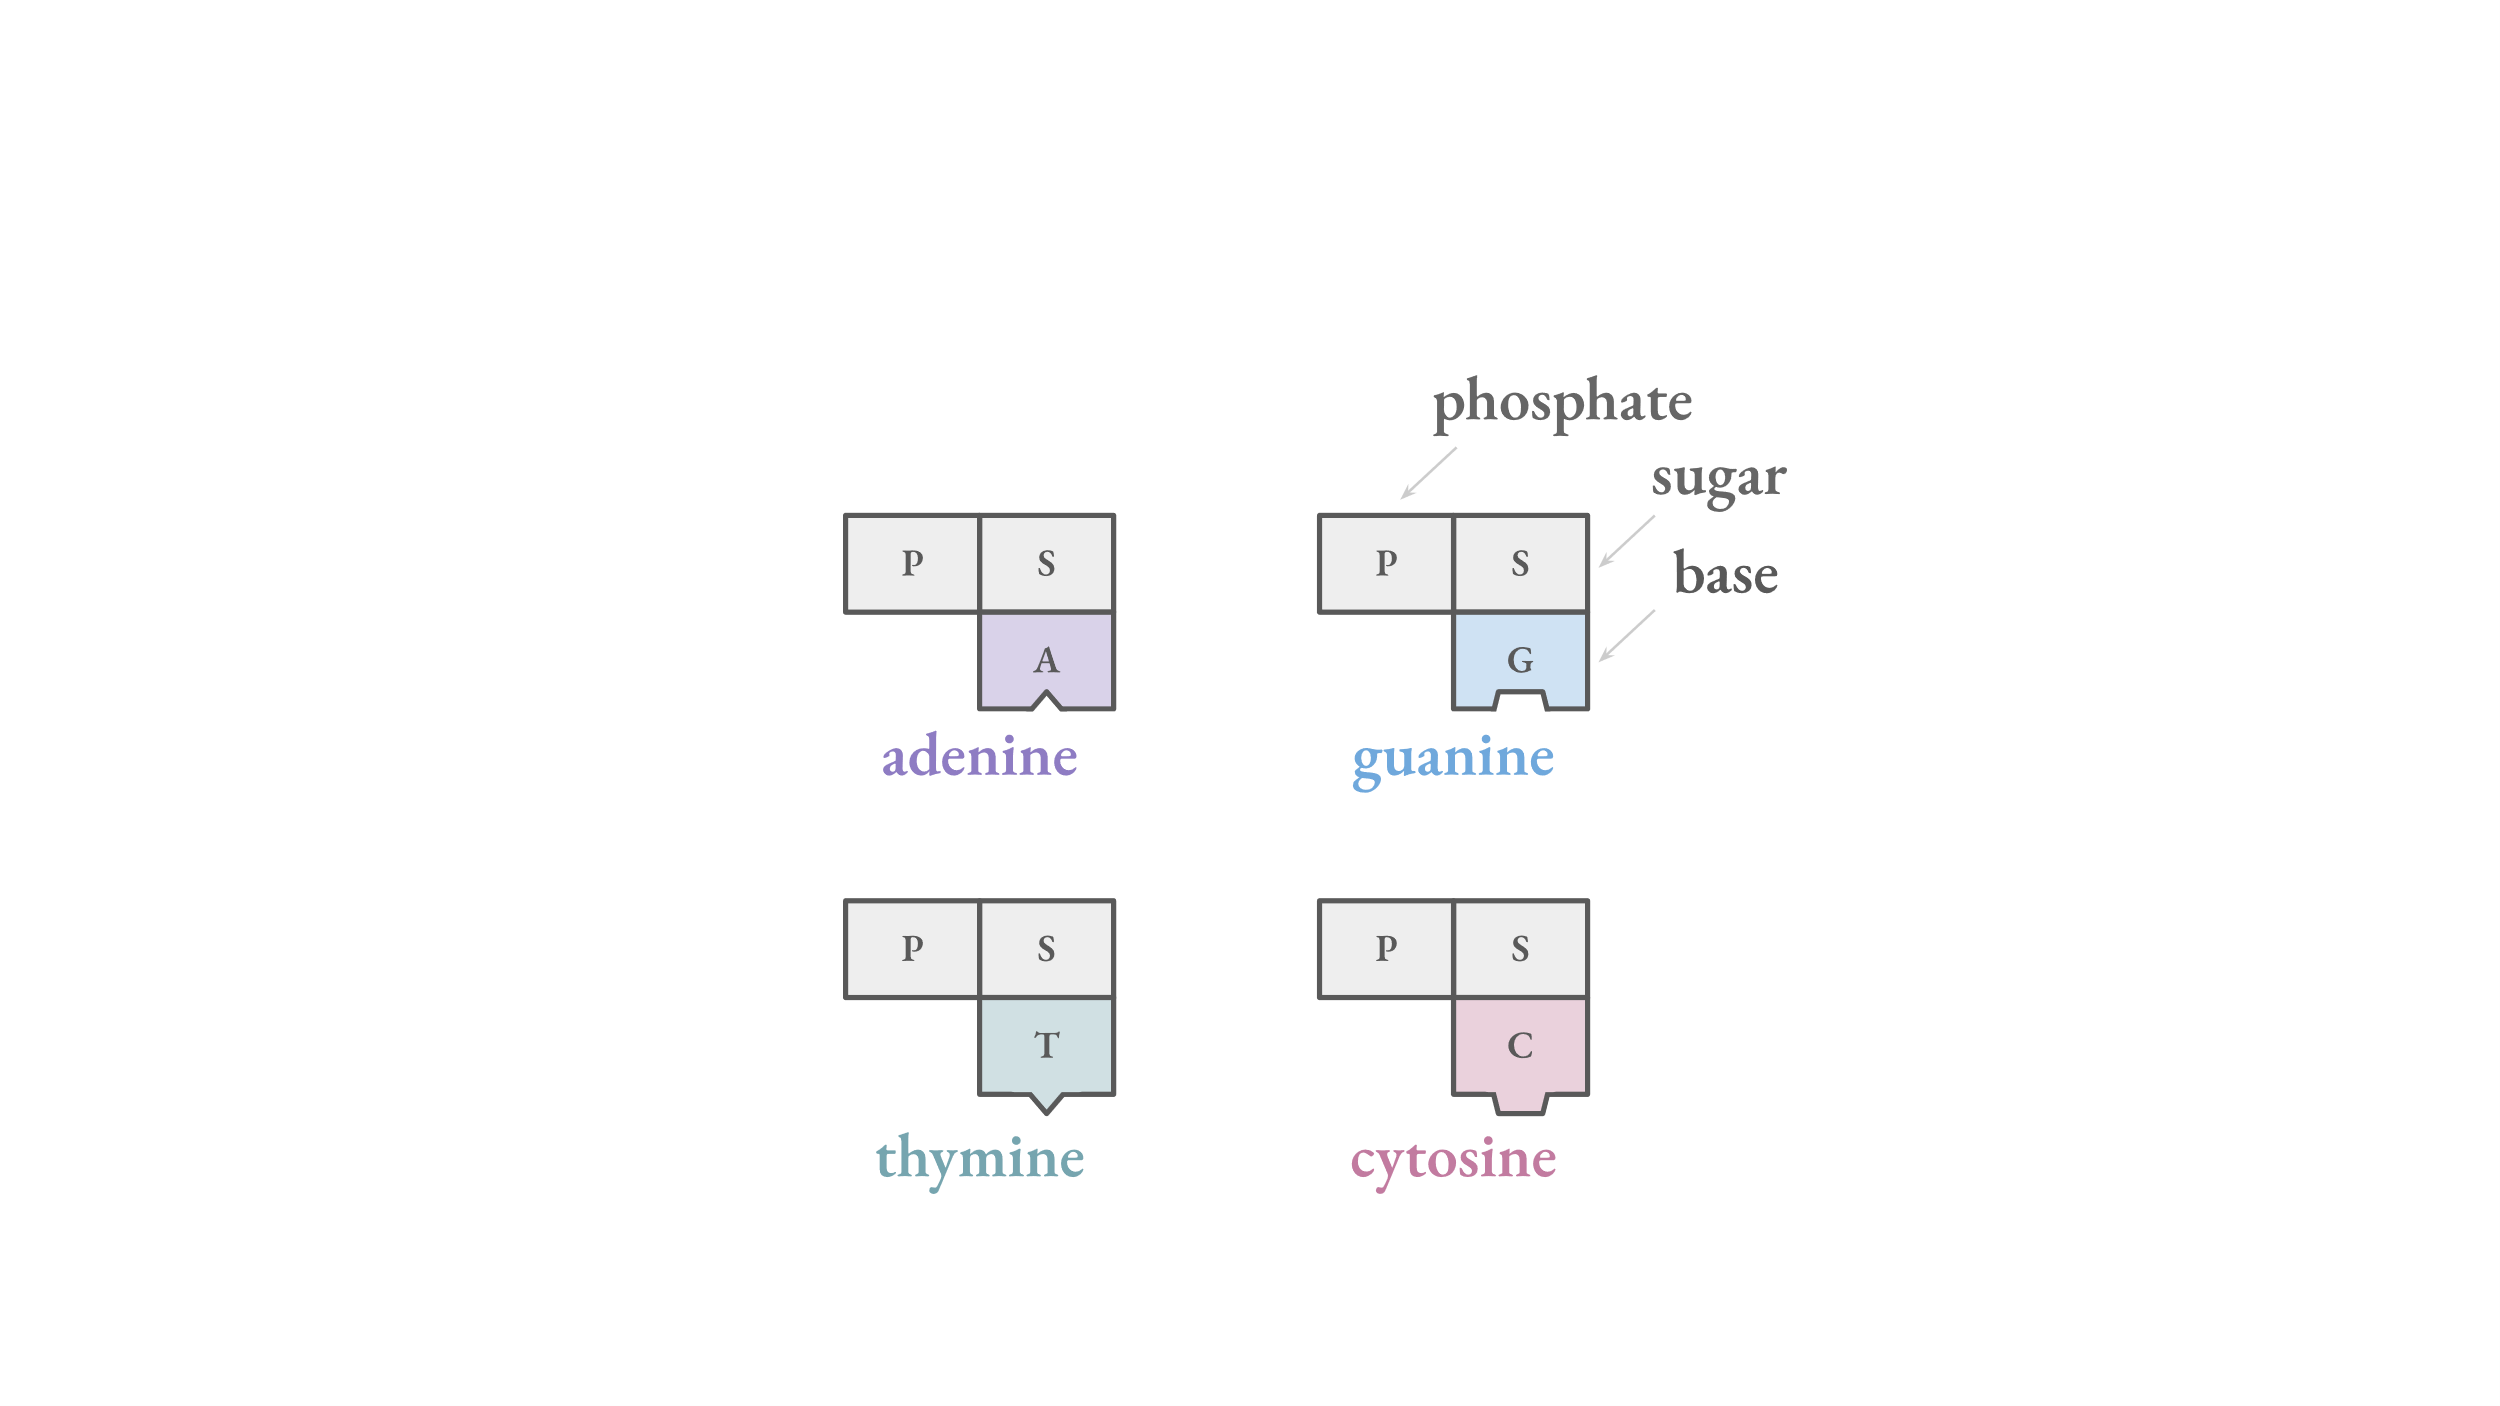 phosphate
sugar
base
P S
A
adenine
P S
G
guanine
P S
T
thymine
P S
C
cytosine